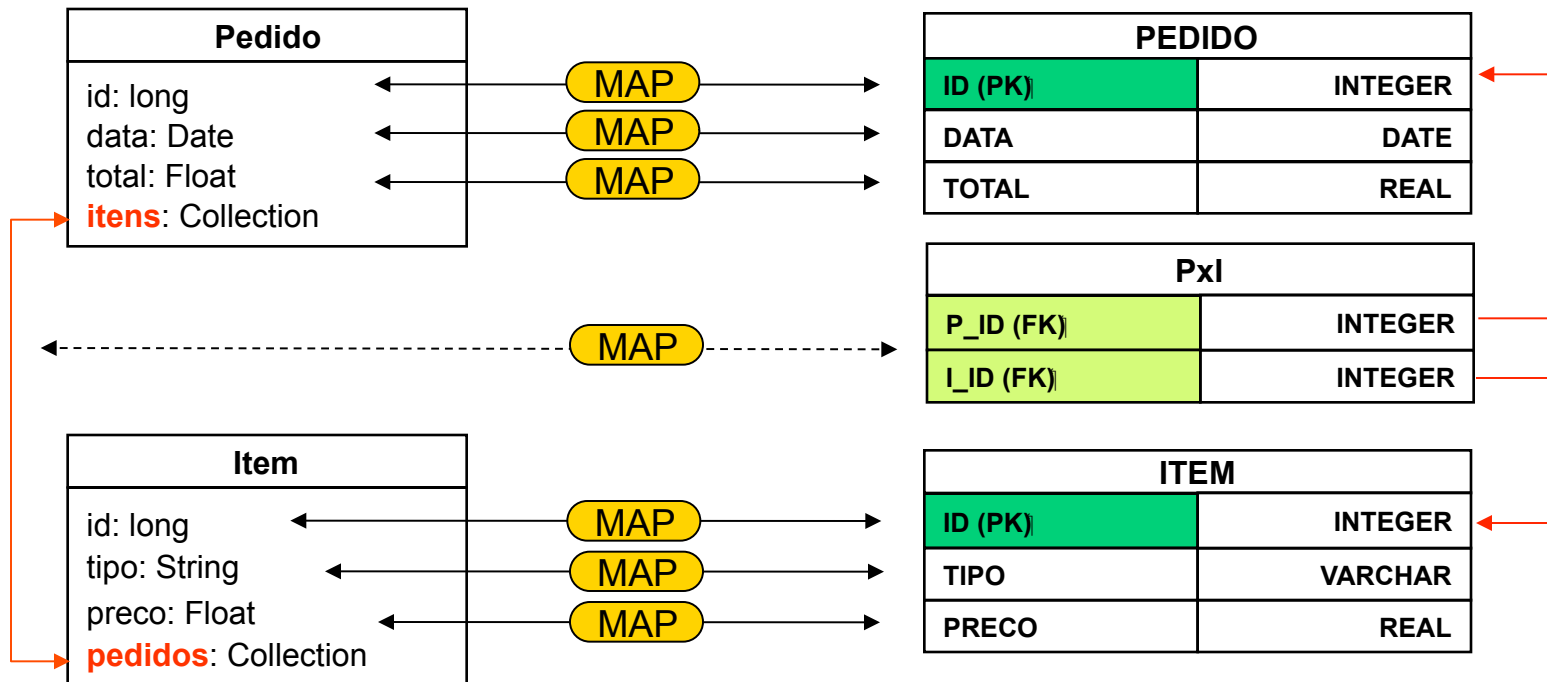 Pedido
id: long
data: Date
total: Float
itens: Collection
MAP
MAP
MAP
PEDIDO
ID (PK) INTEGER
DATA DATE
TOTAL REAL
MAP
PxI
P_ID (FK) INTEGER
I_ID (FK) INTEGER
Item
id: long
tipo: String
preco: Float
pedidos: Collection
MAP
MAP
MAP
ITEM
ID (PK) INTEGER
TIPO VARCHAR
PRECO REAL